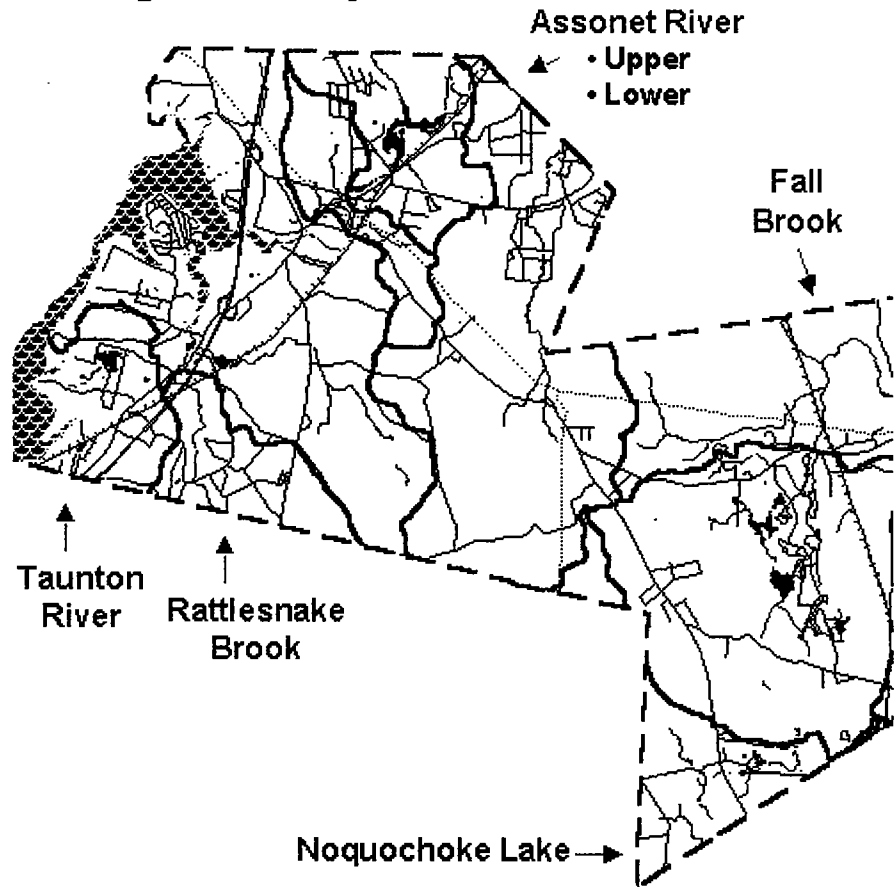 Assonet River
• Upper
• Lower
Fall
Brook
Taunton
River
Rattlesnake
Brook
Noquochoke Lake